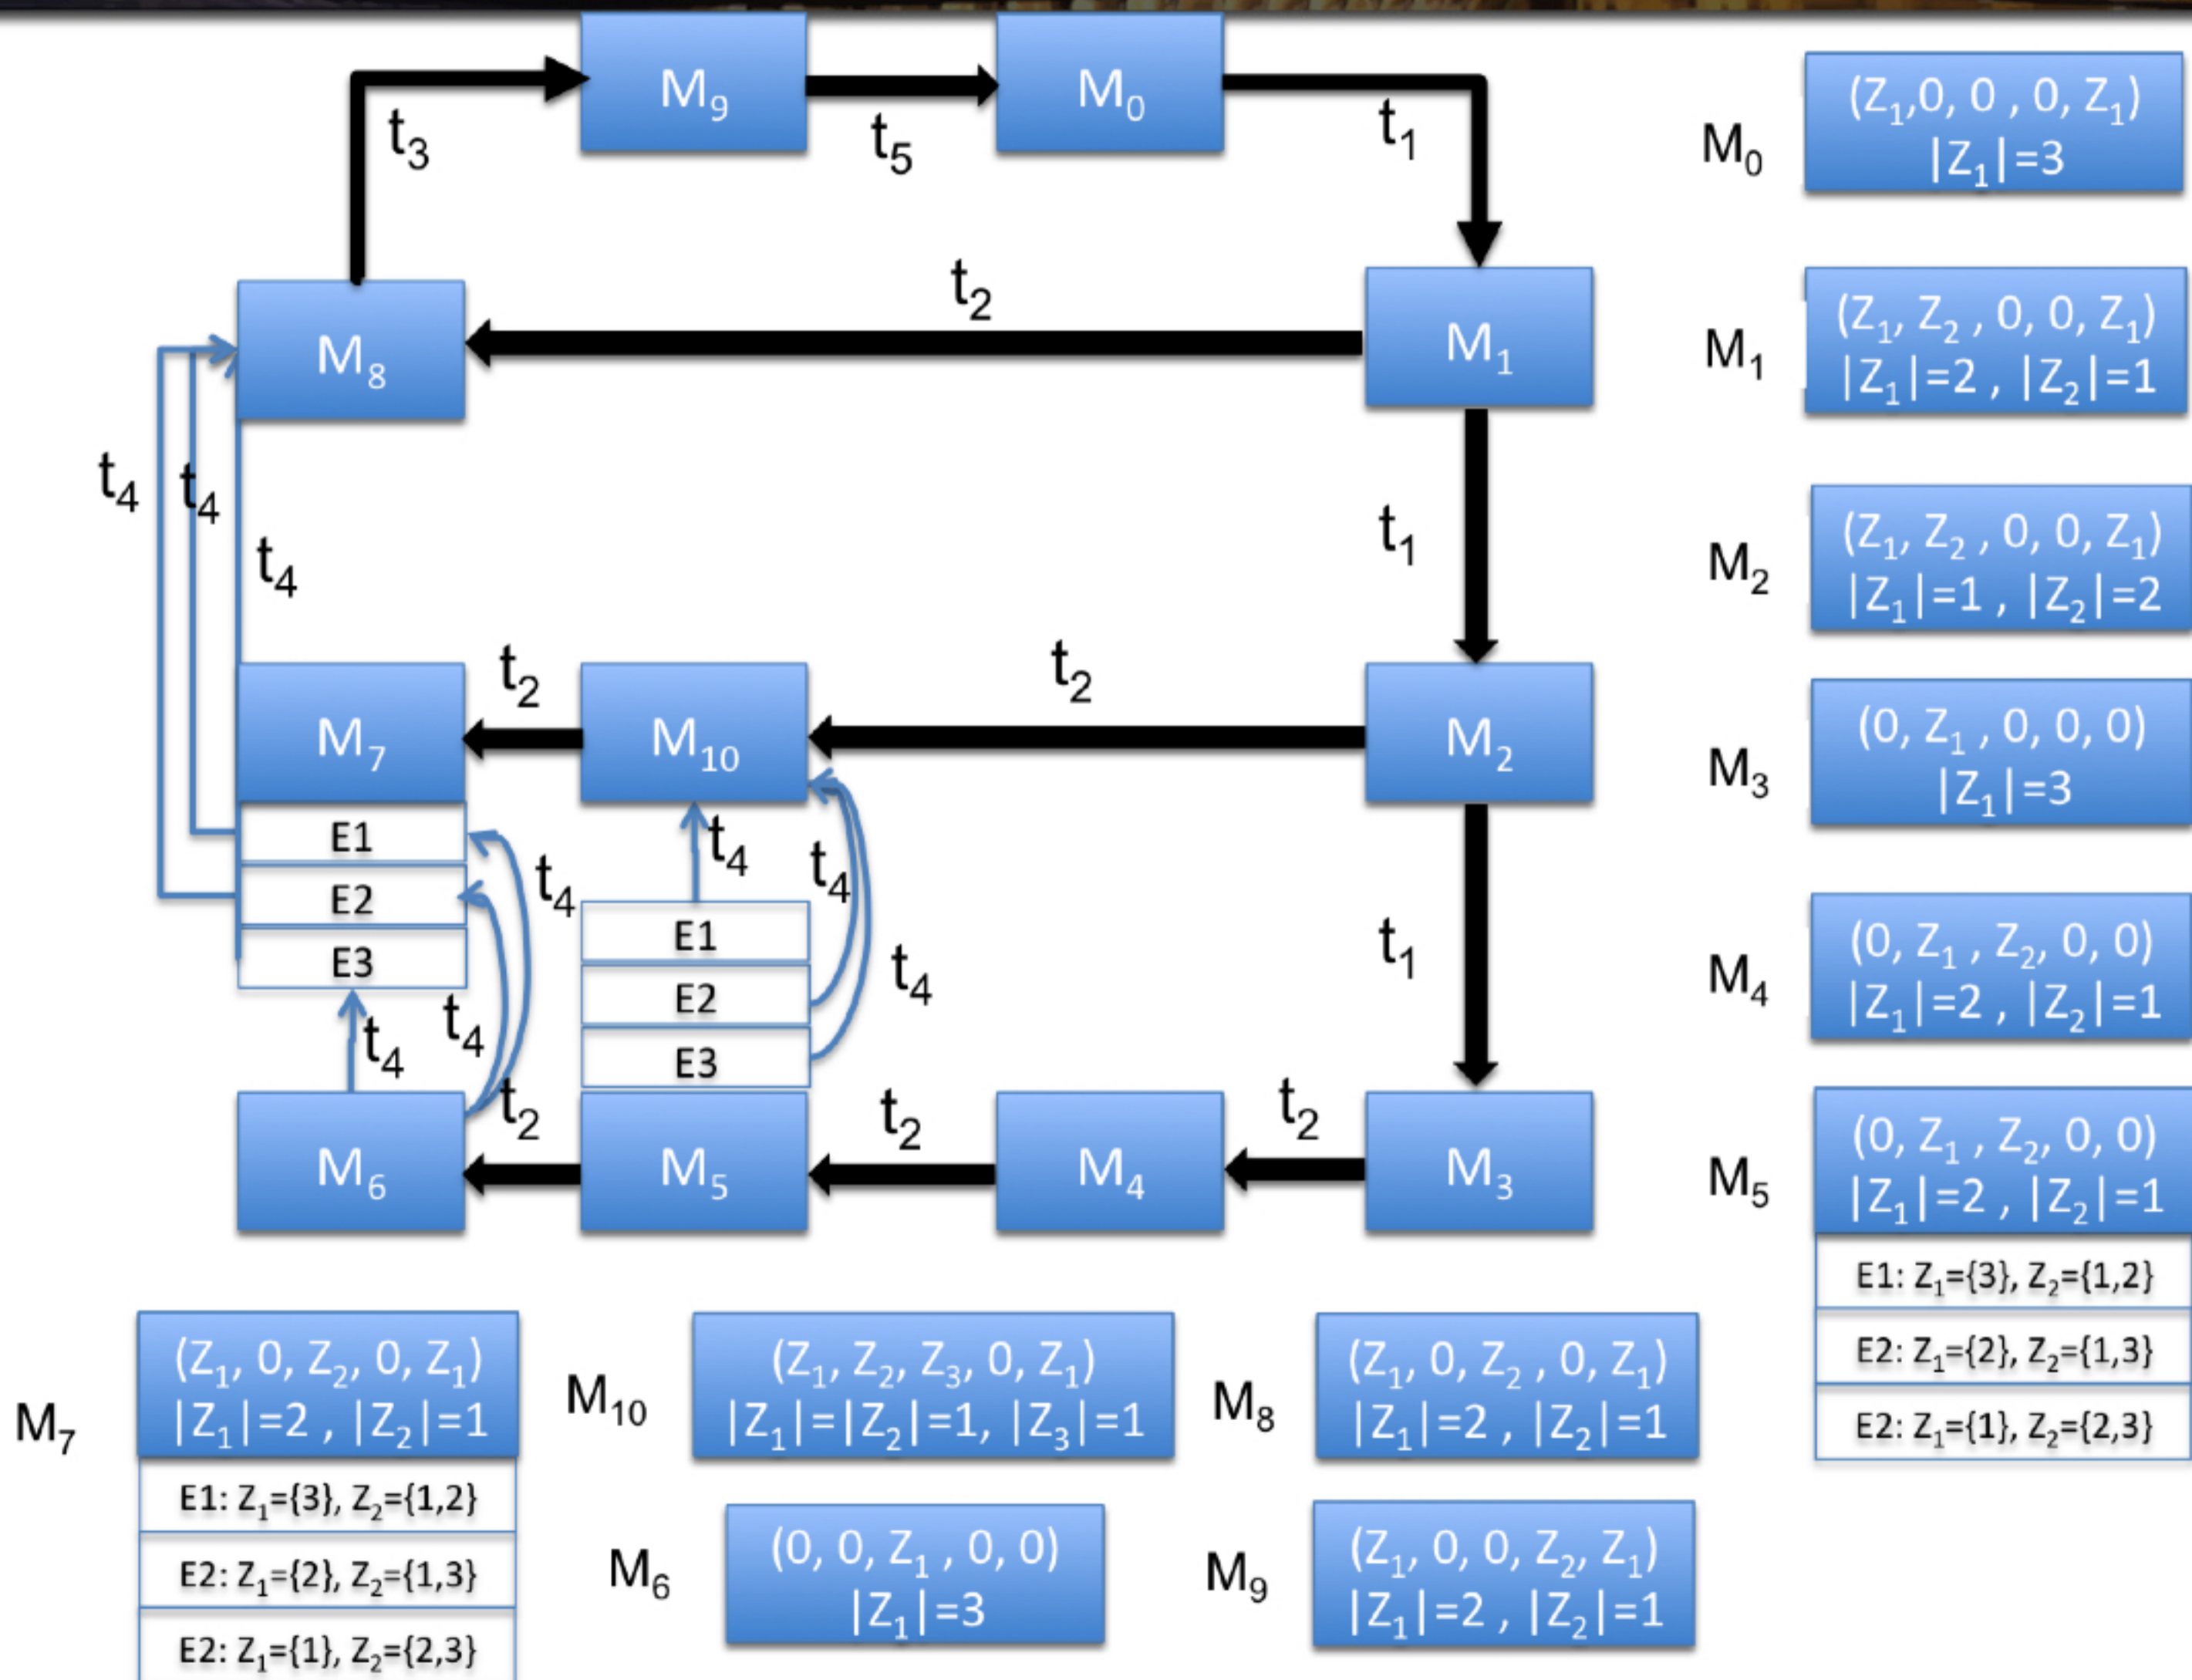 M₉
M₀
t₃
t₅
t₁
M₀
(Z₁,0, 0 , 0, Z₁)
|Z₁|=3
t₂
M₈
M₁
M₁
(Z₁, Z₂ , 0, 0, Z₁)
|Z₁|=2 , |Z₂|=1
t₄
t₄
t₄
t₁
M₂
(Z₁, Z₂ , 0, 0, Z₁)
|Z₁|=1 , |Z₂|=2
t₂
t₂
M₇
M₁₀
M₂
M₃
(0, Z₁ , 0, 0, 0)
|Z₁|=3
E1
E2
E3
t₄
t₄
t₄
t₄
E1
E2
E3
t₄
t₁
M₄
(0, Z₁ , Z₂, 0, 0)
|Z₁|=2 , |Z₂|=1
t₄
t₄
t₂
t₂
t₂
M₆
M₅
M₄
M₃
M₅
(0, Z₁ , Z₂, 0, 0)
|Z₁|=2 , |Z₂|=1
E1: Z₁={3}, Z₂={1,2}
E2: Z₁={2}, Z₂={1,3}
E2: Z₁={1}, Z₂={2,3}
M₇
(Z₁, 0, Z₂, 0, Z₁)
|Z₁|=2 , |Z₂|=1
E1: Z₁={3}, Z₂={1,2}
E2: Z₁={2}, Z₂={1,3}
E2: Z₁={1}, Z₂={2,3}
M₁₀
(Z₁, Z₂, Z₃, 0, Z₁)
|Z₁|=|Z₂|=1, |Z₃|=1
M₈
(Z₁, 0, Z₂ , 0, Z₁)
|Z₁|=2 , |Z₂|=1
M₆
(0, 0, Z₁ , 0, 0)
|Z₁|=3
M₉
(Z₁, 0, 0, Z₂, Z₁)
|Z₁|=2 , |Z₂|=1